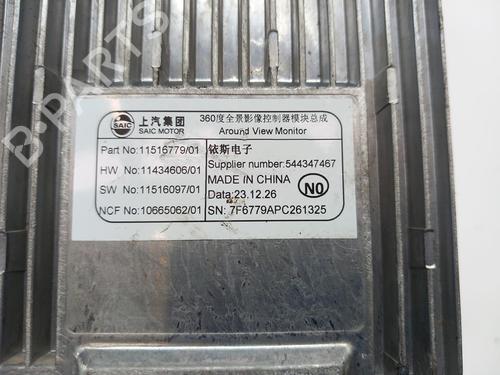 B-PARTS
SAIC
上汽集团
SAIC MOTOR
360度全景影像控制器模块总成
Around View Monitor
Part No:11516779/01
HW No:11434606/01
SW No:11516097/01
NCF No:10665062/01
铱斯电子
Supplier number:544347467
MADE IN CHINA
Data:23.12.26
SN: 7F6779APC261325
NO